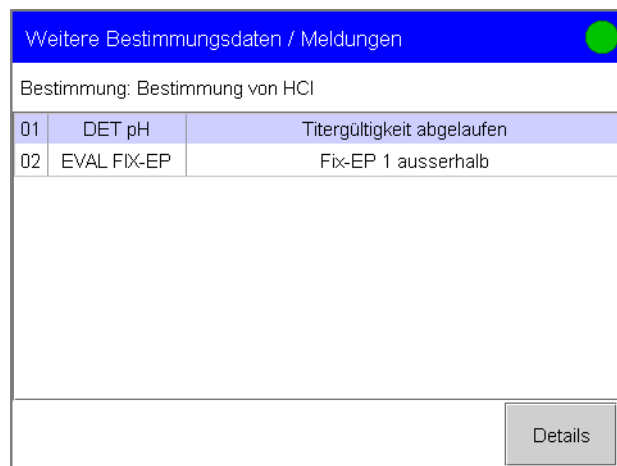 Weitere Bestimmungsdaten / Meldungen
Bestimmung: Bestimmung von HCl
01 DET pH Titergültigkeit abgelaufen
02 EVAL FIX-EP Fix-EP 1 ausserhalb
Details